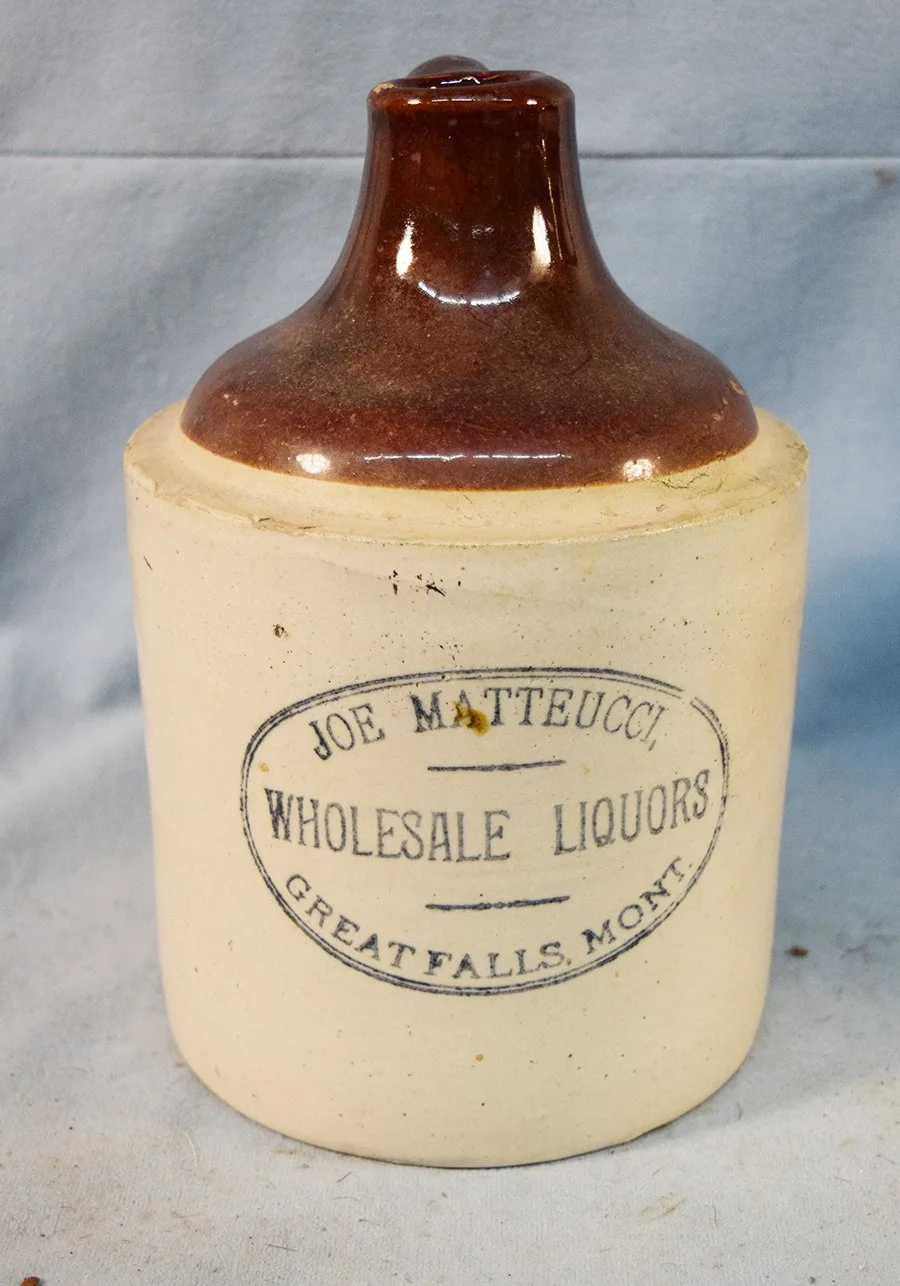 JOE MATTEUCCI,
WHOLESALE LIQUORS
GREAT FALLS, MONT.